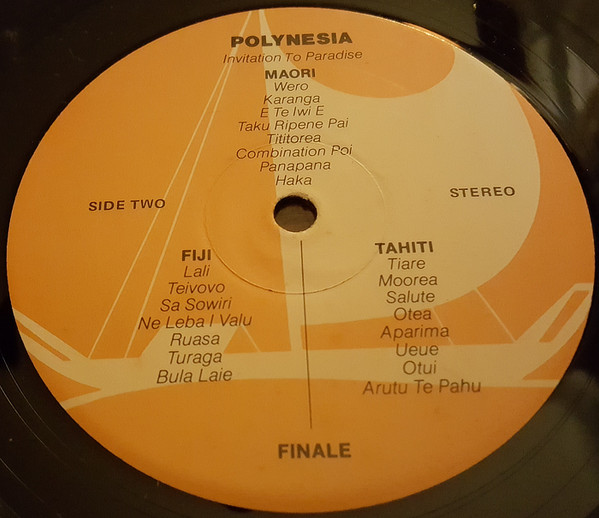 POLYNESIA
Invitation To Paradise
MAORI
Wero
Karanga
E Te Iwi E
Taku Ripene Pai
Tititorea
Combination Poi
Panapana
Haka
SIDE TWO
STEREO
FIJI
Lali
Teivovo
Sa Sowiri
Ne Leba I Valu
Ruasa
Turaga
Bula Laie
TAHITI
Tiare
Moorea
Salute
Otea
Aparima
Ueue
Otui
Arutu Te Pahu
FINALE